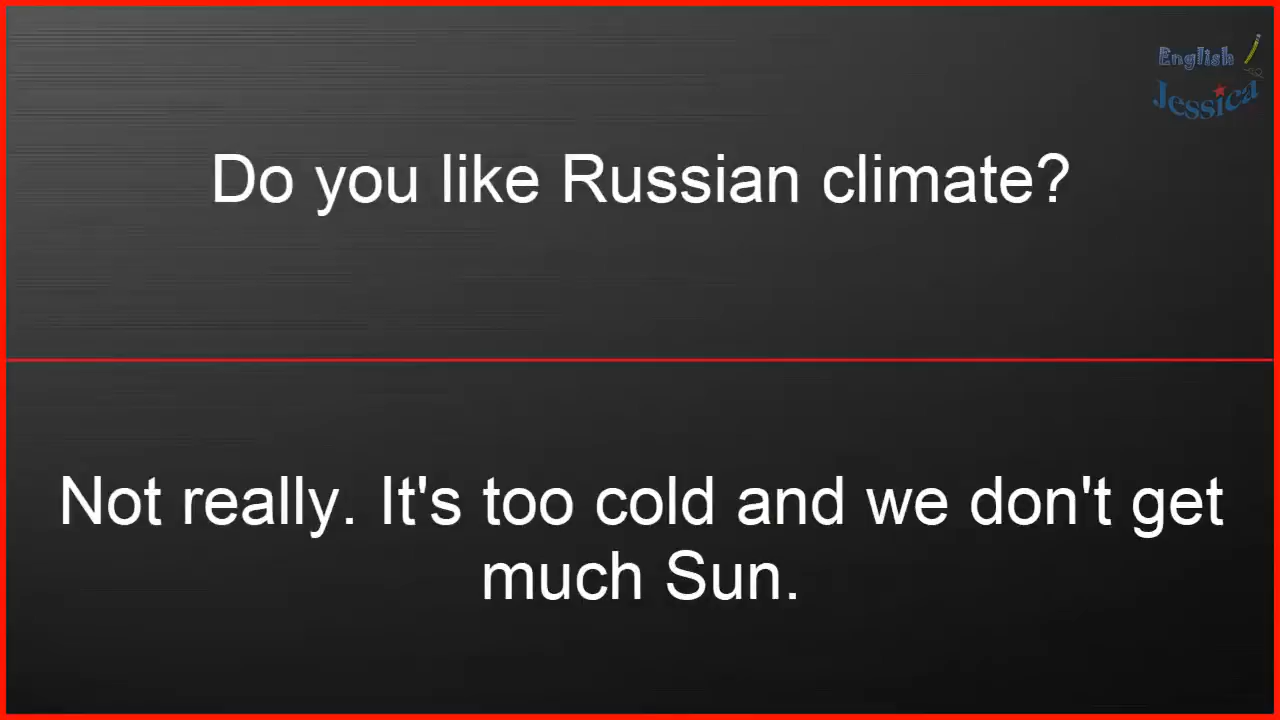 English
Jessica
Do you like Russian climate?
Not really. It's too cold and we don't get
much Sun.